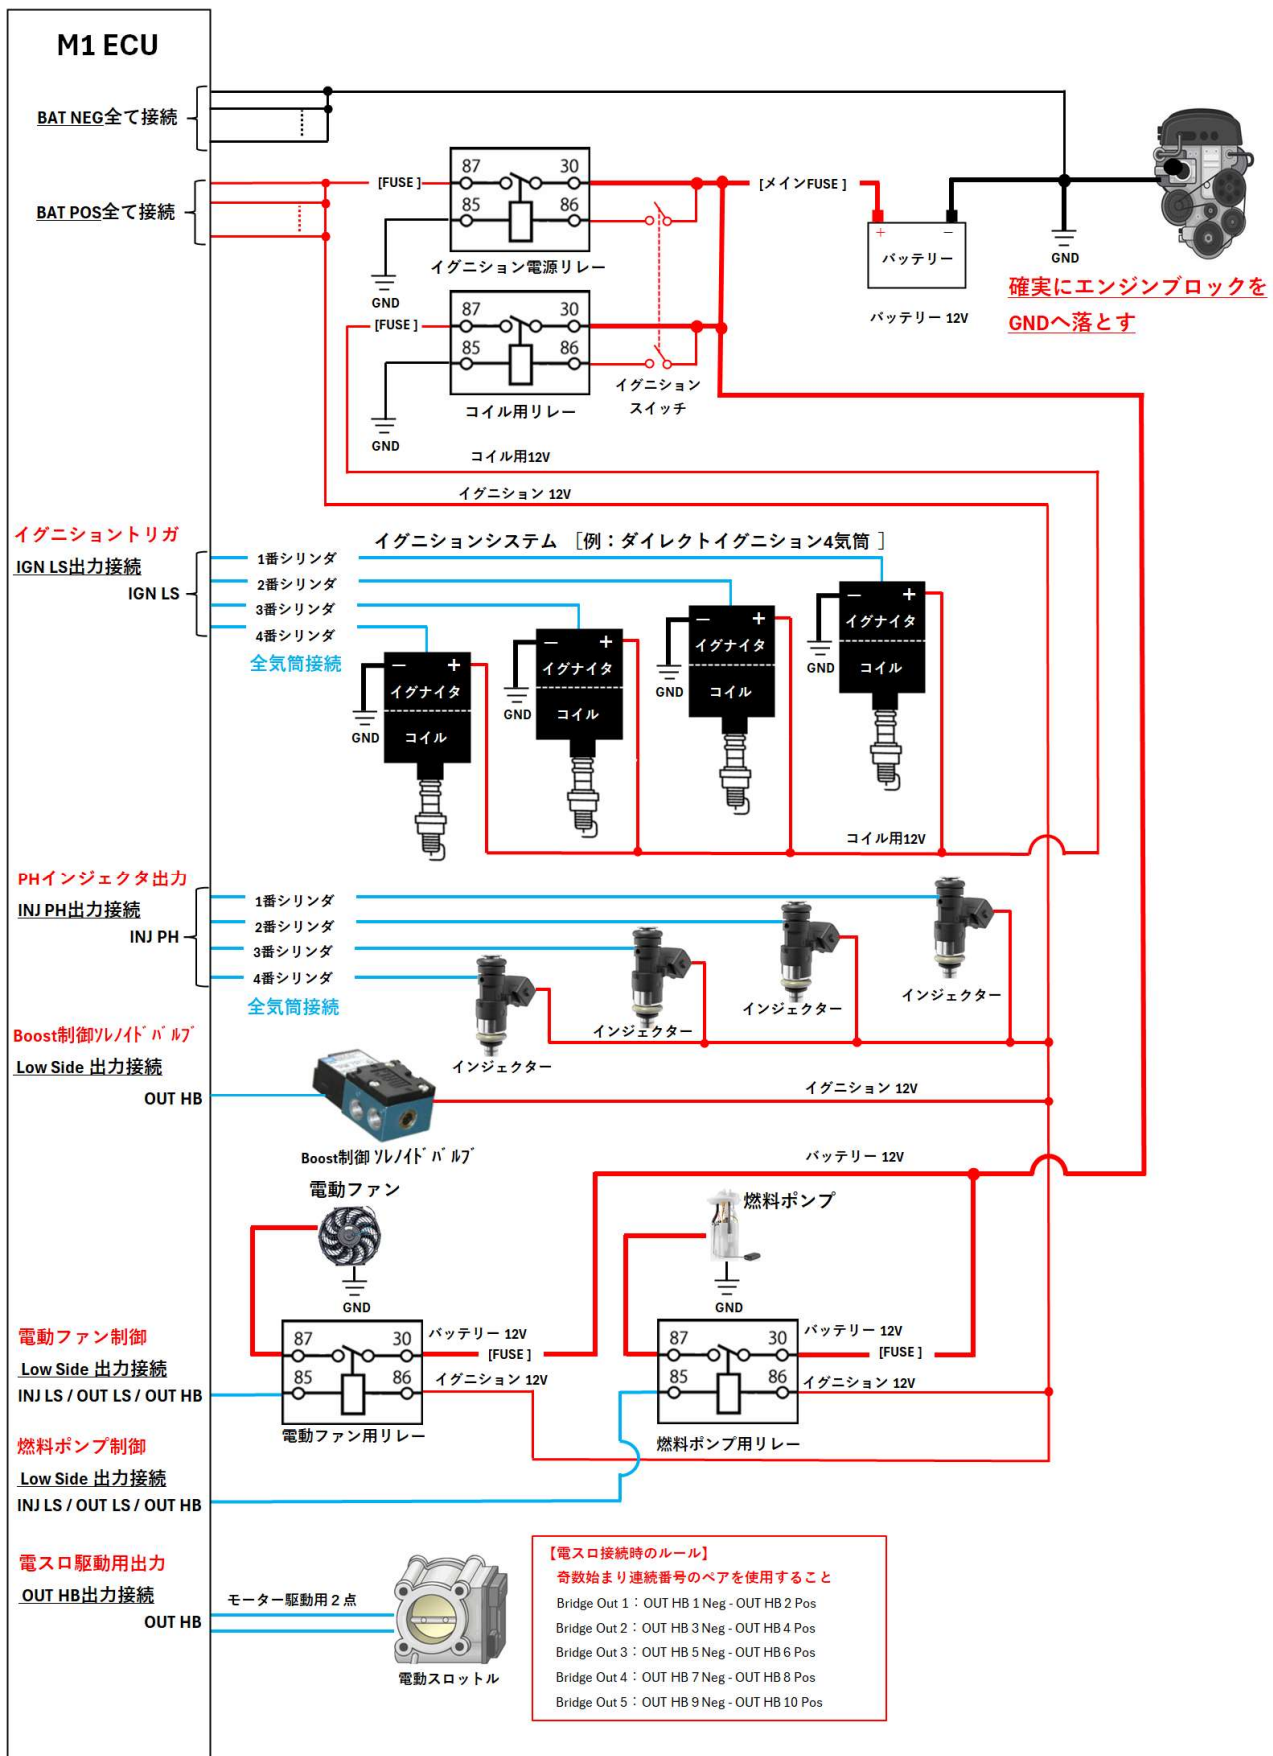 M1 ECU
BAT NEG全て接続
BAT POS全て接続
[FUSE ]
87
30
85
86
イグニション電源リレー
GND
[メインFUSE ]
+
−
バッテリー
バッテリー 12V
GND
確実にエンジンブロックを
GNDへ落とす
[FUSE ]
87
30
85
86
コイル用リレー
GND
イグニション
スイッチ
コイル用12V
イグニション 12V
イグニショントリガ
IGN LS出力接続
IGN LS
イグニションシステム ［例：ダイレクトイグニション4気筒 ］
1番シリンダ
2番シリンダ
3番シリンダ
4番シリンダ
全気筒接続
− +
イグナイタ
コイル
GND
− +
イグナイタ
コイル
GND
− +
イグナイタ
コイル
GND
− +
イグナイタ
コイル
GND
コイル用12V
PHインジェクタ出力
INJ PH出力接続
INJ PH
1番シリンダ
2番シリンダ
3番シリンダ
4番シリンダ
全気筒接続
インジェクター
インジェクター
インジェクター
インジェクター
Boost制御ｿﾚﾉｲﾄﾞﾊﾞﾙﾌﾞ
Low Side 出力接続
OUT HB
イグニション 12V
Boost制御 ｿﾚﾉｲﾄﾞﾊﾞﾙﾌﾞ
バッテリー 12V
電動ファン
GND
燃料ポンプ
GND
電動ファン制御
Low Side 出力接続
INJ LS / OUT LS / OUT HB
87
30
85
86
バッテリー 12V
[FUSE ]
イグニション 12V
電動ファン用リレー
87
30
85
86
バッテリー 12V
[FUSE ]
イグニション 12V
燃料ポンプ用リレー
燃料ポンプ制御
Low Side 出力接続
INJ LS / OUT LS / OUT HB
電スロ駆動用出力
OUT HB出力接続
OUT HB
モーター駆動用２点
電動スロットル
【電スロ接続時のルール】
奇数始まり連続番号のペアを使用すること
Bridge Out 1：OUT HB 1 Neg - OUT HB 2 Pos
Bridge Out 2：OUT HB 3 Neg - OUT HB 4 Pos
Bridge Out 3：OUT HB 5 Neg - OUT HB 6 Pos
Bridge Out 4：OUT HB 7 Neg - OUT HB 8 Pos
Bridge Out 5：OUT HB 9 Neg - OUT HB 10 Pos